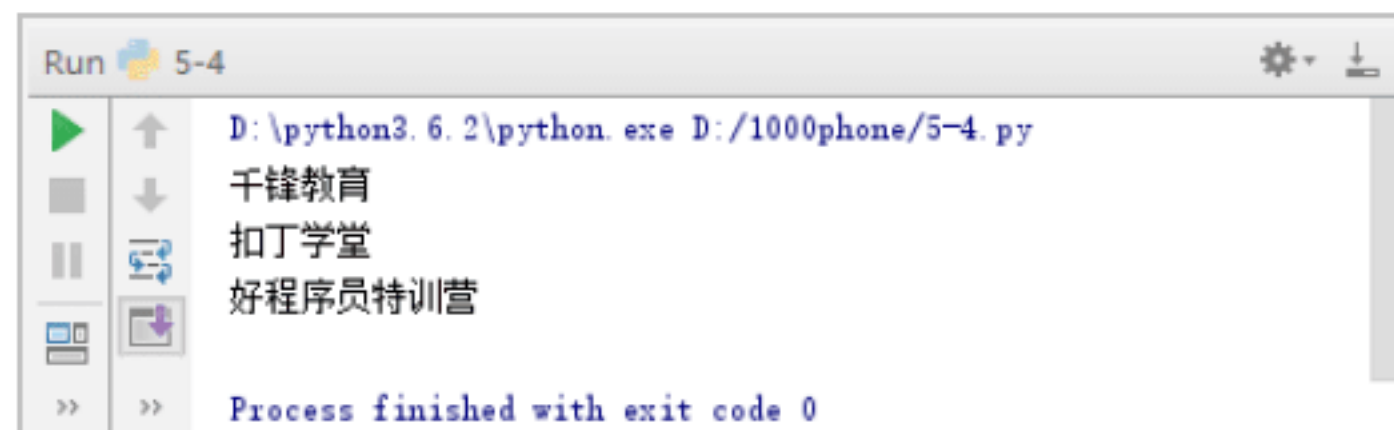 Run 5-4
D:\python3.6.2\python.exe D:/1000phone/5-4.py
千锋教育
扣丁学堂
好程序员特训营
Process finished with exit code 0